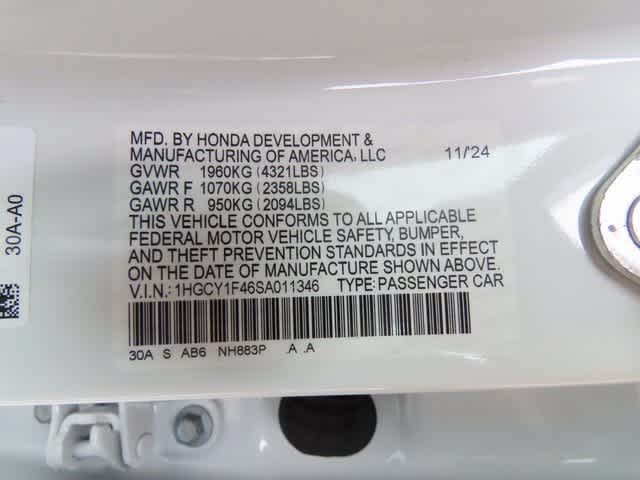 MFD. BY HONDA DEVELOPMENT &
MANUFACTURING OF AMERICA, LLC 11/24
GVWR 1960KG (4321LBS)
GAWR F 1070KG (2358LBS)
GAWR R 950KG (2094LBS)
THIS VEHICLE CONFORMS TO ALL APPLICABLE
FEDERAL MOTOR VEHICLE SAFETY, BUMPER,
AND THEFT PREVENTION STANDARDS IN EFFECT
ON THE DATE OF MANUFACTURE SHOWN ABOVE.
V.I.N.: 1HGCY1F46SA011346 TYPE: PASSENGER CAR
30A S AB6 NH883P .A .A
30A-A0